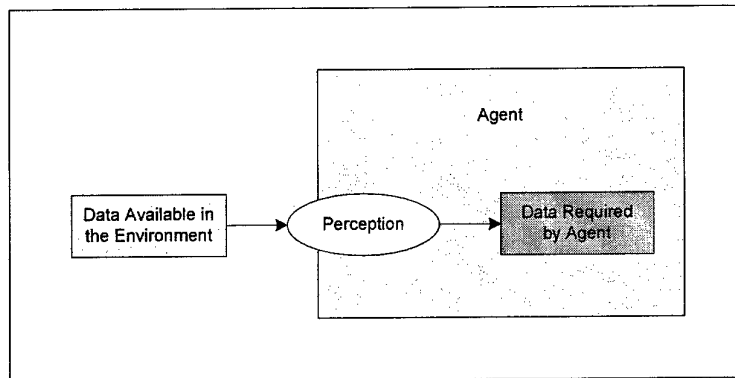 Agent
Data Available in
the Environment
Perception
Data Required
by Agent